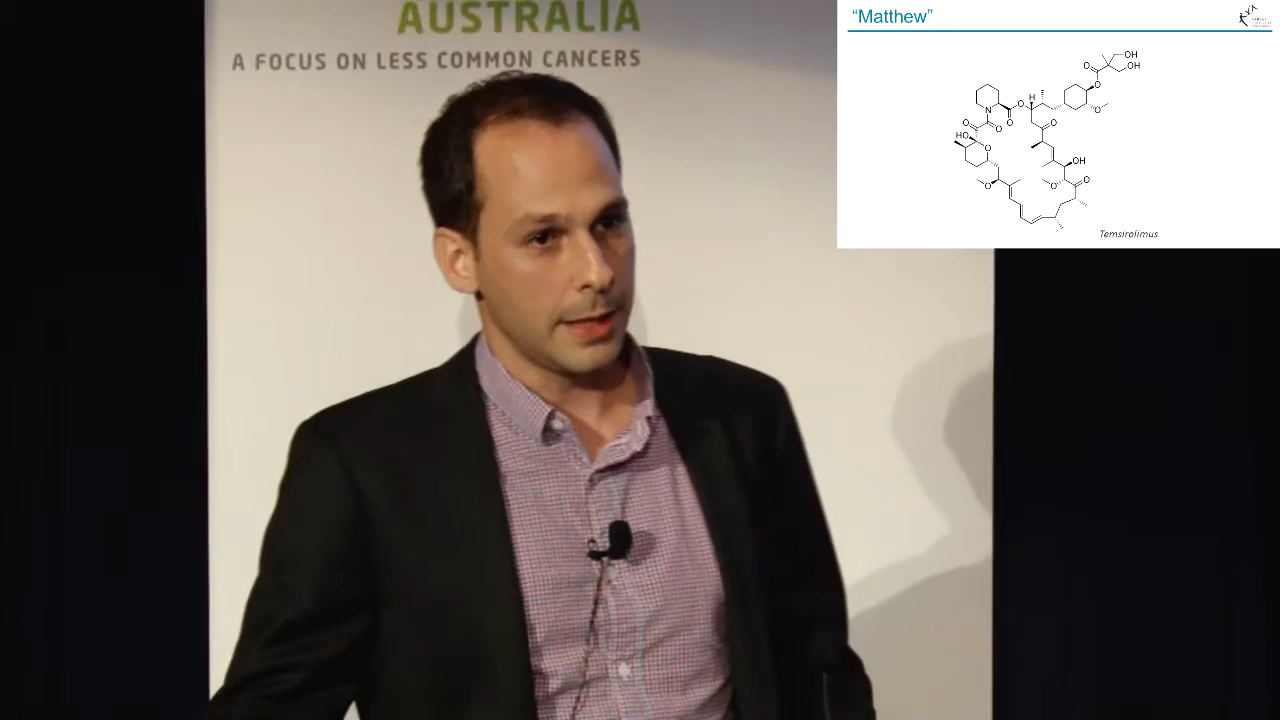 AUSTRALIA
A FOCUS ON LESS COMMON CANCERS
“Matthew”
OH
O
OH
O
H
O
O
N
O
O
O
O
HO
O
OH
O
O
O
Temsirolimus